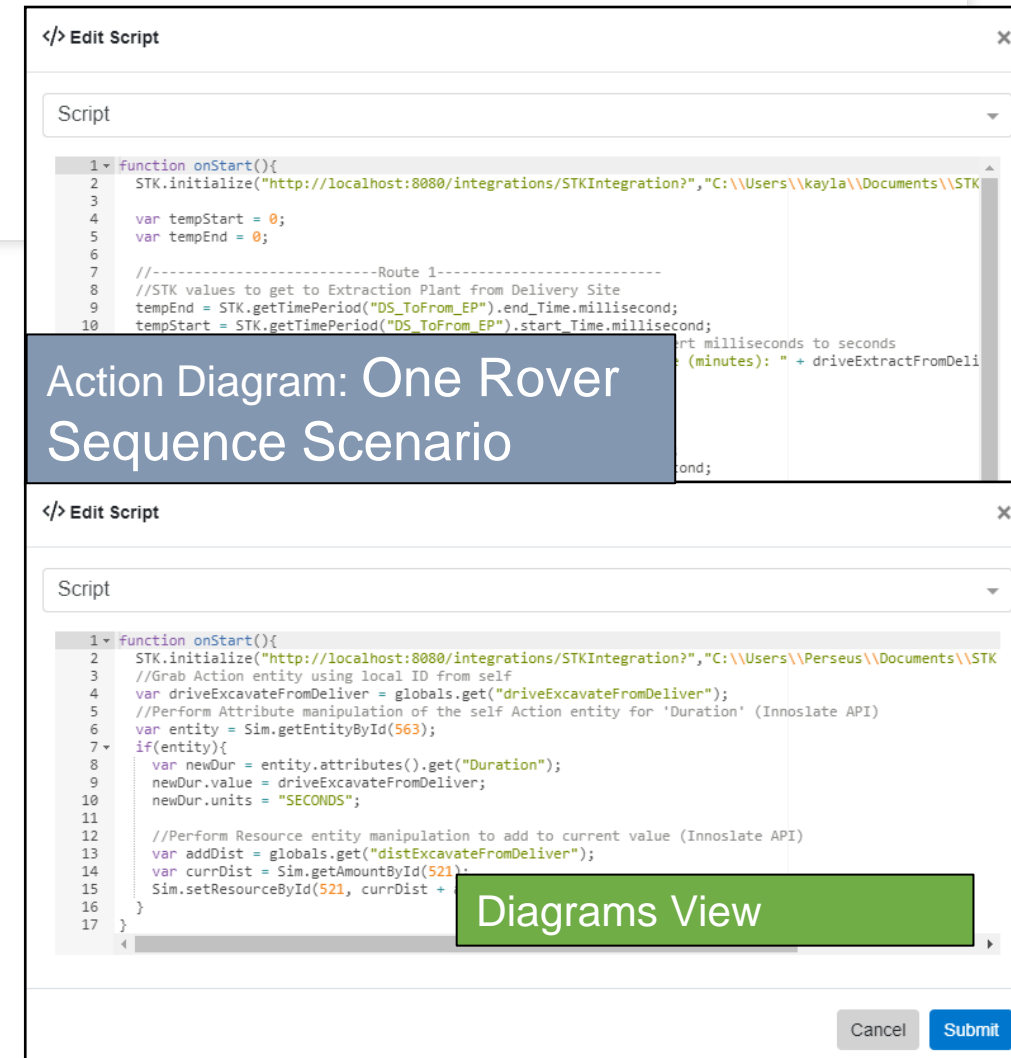 </> Edit Script
×
Script
1 function onStart(){
2 STK.initialize("http://localhost:8080/integrations/STKIntegration?","C:\\Users\\kayla\\Documents\\STK
3
4 var tempStart = 0;
5 var tempEnd = 0;
6
7 //---------------------------Route 1---------------------------
8 //STK values to get to Extraction Plant from Delivery Site
9 tempEnd = STK.getTimePeriod("DS_ToFrom_EP").end_Time.millisecond;
10 tempStart = STK.getTimePeriod("DS_ToFrom_EP").start_Time.millisecond;
ert milliseconds to seconds
(minutes): " + driveExtractFromDeli
ond;
Action Diagram: One Rover
Sequence Scenario
</> Edit Script
×
Script
1 function onStart(){
2 STK.initialize("http://localhost:8080/integrations/STKIntegration?","C:\\Users\\Perseus\\Documents\\STK
3 //Grab Action entity using local ID from self
4 var driveExcavateFromDeliver = globals.get("driveExcavateFromDeliver");
5 //Perform Attribute manipulation of the self Action entity for 'Duration' (Innoslate API)
6 var entity = Sim.getEntityById(563);
7 if(entity){
8 var newDur = entity.attributes().get("Duration");
9 newDur.value = driveExcavateFromDeliver;
10 newDur.units = "SECONDS";
11
12 //Perform Resource entity manipulation to add to current value (Innoslate API)
13 var addDist = globals.get("distExcavateFromDeliver");
14 var currDist = Sim.getAmountById(521);
15 Sim.setResourceById(521, currDist +
16 }
17 }
Diagrams View
Cancel
Submit